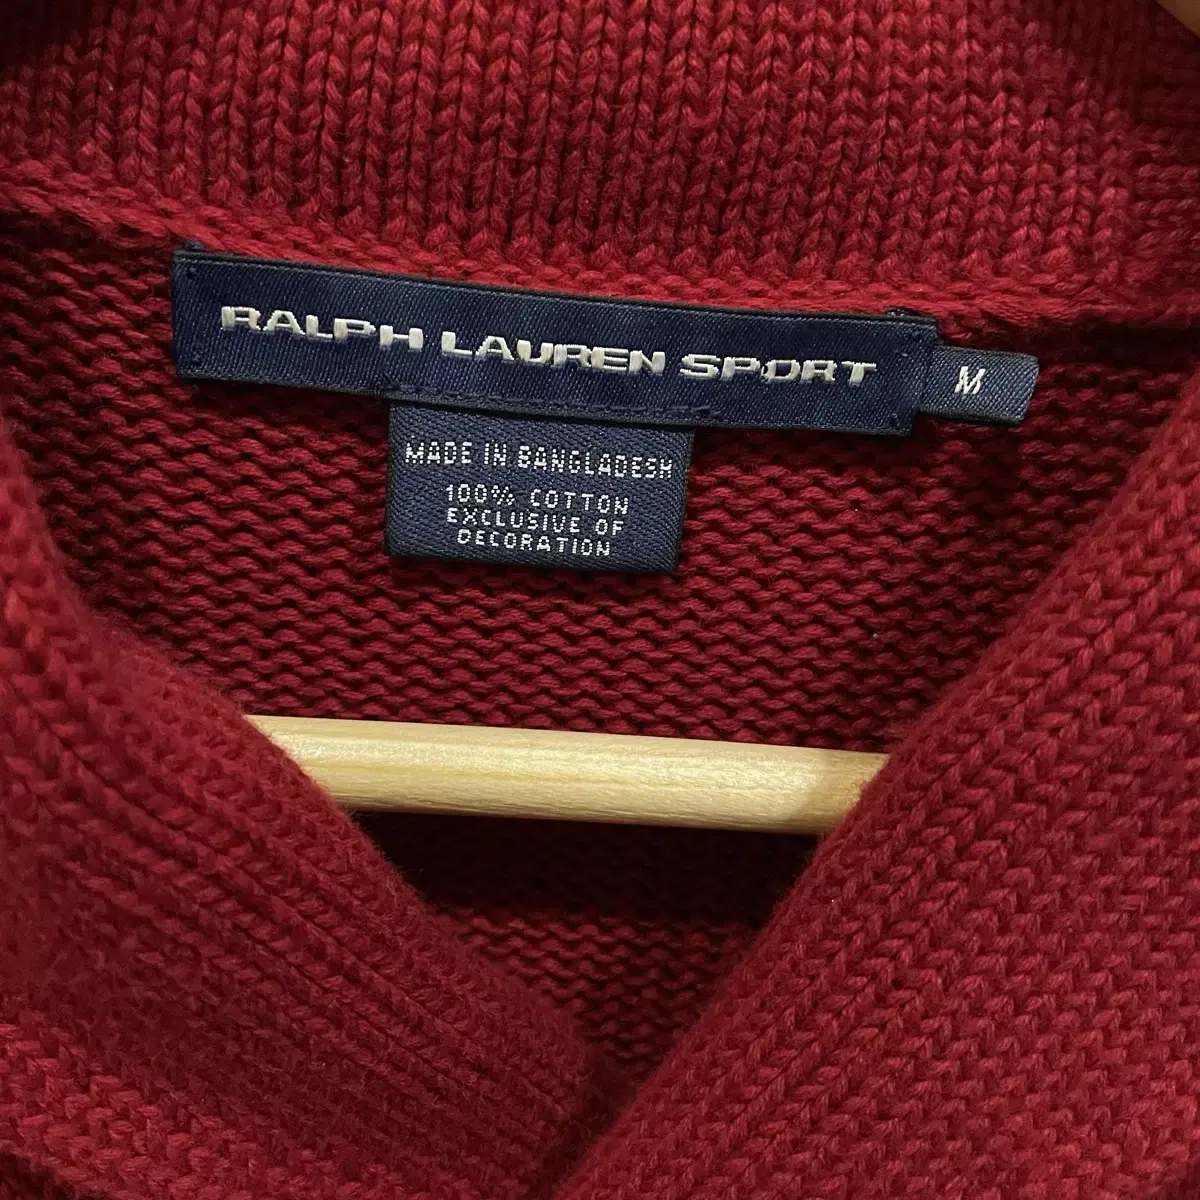 RALPH LAUREN SPORT
M
MADE IN BANGLADESH
100% COTTON
EXCLUSIVE OF
DECORATION